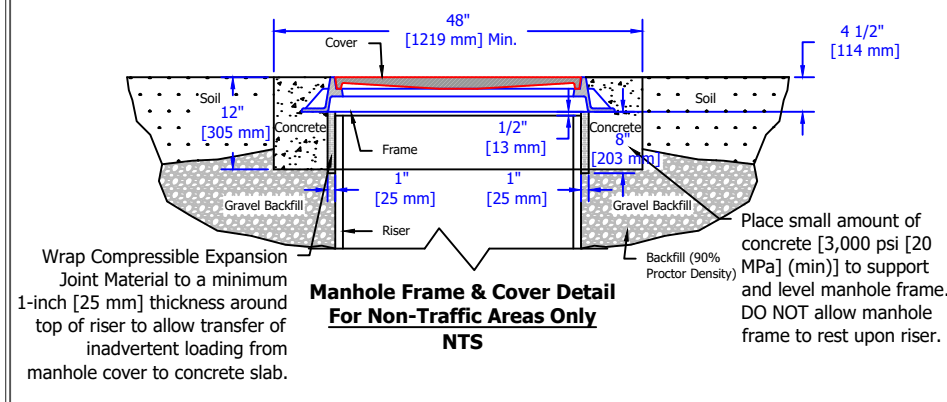 48"
[1219 mm] Min.
4 1/2"
[114 mm]
Cover
Soil
Soil
12"
[305 mm]
Concrete
Concrete
1/2"
[13 mm]
8"
[203 mm]
Frame
1"
[25 mm]
1"
[25 mm]
Gravel Backfill
Gravel Backfill
Riser
Backfill (90%
Proctor Density)
Wrap Compressible Expansion
Joint Material to a minimum
1-inch [25 mm] thickness around
top of riser to allow transfer of
inadvertent loading from
manhole cover to concrete slab.
Manhole Frame & Cover Detail
For Non-Traffic Areas Only
NTS
Place small amount of
concrete [3,000 psi [20
MPa] (min)] to support
and level manhole frame.
DO NOT allow manhole
frame to rest upon riser.